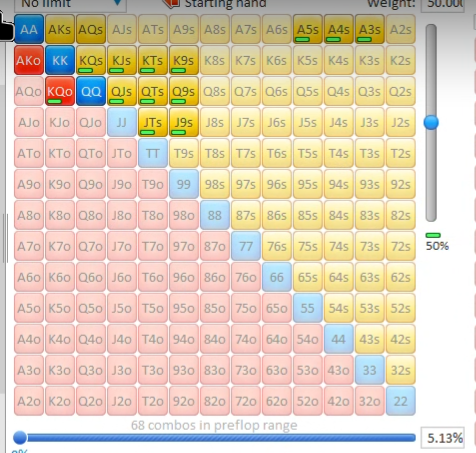 No limit Starting hand Weight: 50.00
AA AKs AQs AJs ATs A9s A8s A7s A6s A5s A4s A3s A2s
AKo KK KQs KJs KTs K9s K8s K7s K6s K5s K4s K3s K2s
AQo KQo QQ QJs QTs Q9s Q8s Q7s Q6s Q5s Q4s Q3s Q2s
AJo KJo QJo JJ JTs J9s J8s J7s J6s J5s J4s J3s J2s
ATo KTo QTo JTo TT T9s T8s T7s T6s T5s T4s T3s T2s
A9o K9o Q9o J9o T9o 99 98s 97s 96s 95s 94s 93s 92s
A8o K8o Q8o J8o T8o 98o 88 87s 86s 85s 84s 83s 82s
A7o K7o Q7o J7o T7o 97o 87o 77 76s 75s 74s 73s 72s
50%
A6o K6o Q6o J6o T6o 96o 86o 76o 66 65s 64s 63s 62s
A5o K5o Q5o J5o T5o 95o 85o 75o 65o 55 54s 53s 52s
A4o K4o Q4o J4o T4o 94o 84o 74o 64o 54o 44 43s 42s
A3o K3o Q3o J3o T3o 93o 83o 73o 63o 53o 43o 33 32s
A2o K2o Q2o J2o T2o 92o 82o 72o 62o 52o 42o 32o 22
68 combos in preflop range
5.13%